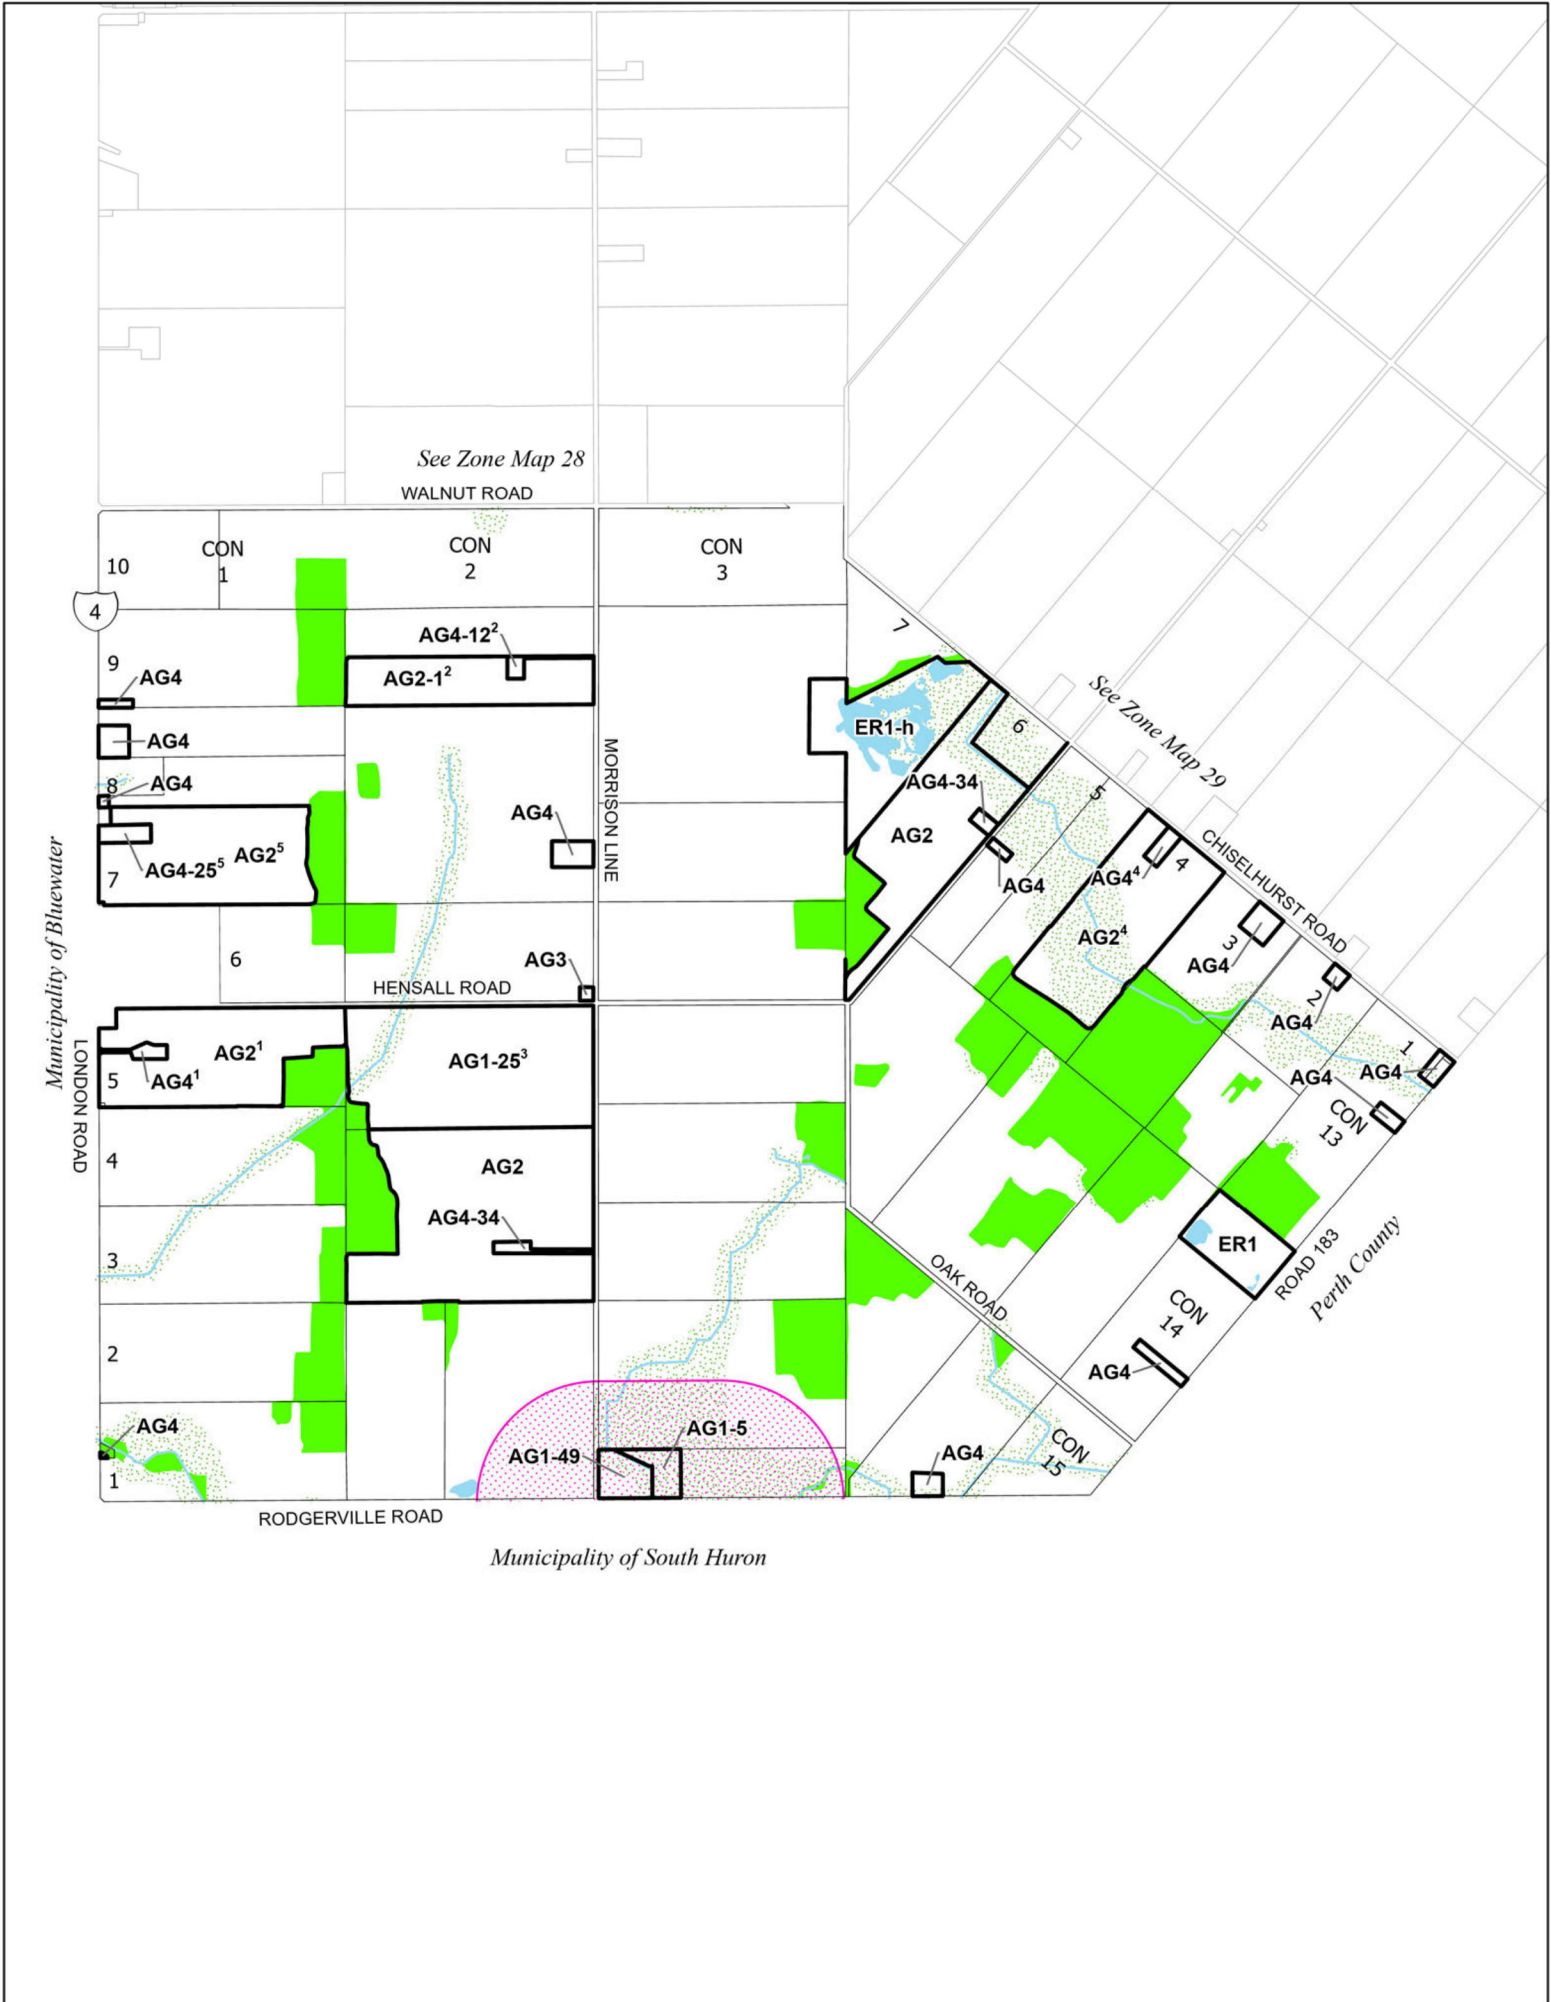 See Zone Map 28
WALNUT ROAD
CON
1
CON
2
CON
3
10
4
9
AG4
AG4-12²
AG2-1²
7
ER1-h
6
See Zone Map 29
AG4
MORRISON LINE
8
AG4
AG4-34
5
AG4
AG2
CHISELHURST ROAD
AG4-25⁵
AG2⁵
7
AG4
AG4⁴
4
Municipality of Bluewater
AG2⁴
3
AG4
6
AG3
HENSALL ROAD
2
AG4
AG2¹
AG1-25³
1
AG4
AG4
5
AG4¹
LONDON ROAD
CON
13
4
AG2
AG4-34
3
ER1
ROAD 183
Perth County
OAK ROAD
CON
14
2
AG4
AG4
AG1-5
AG1-49
AG4
CON
15
1
RODGERVILLE ROAD
Municipality of South Huron